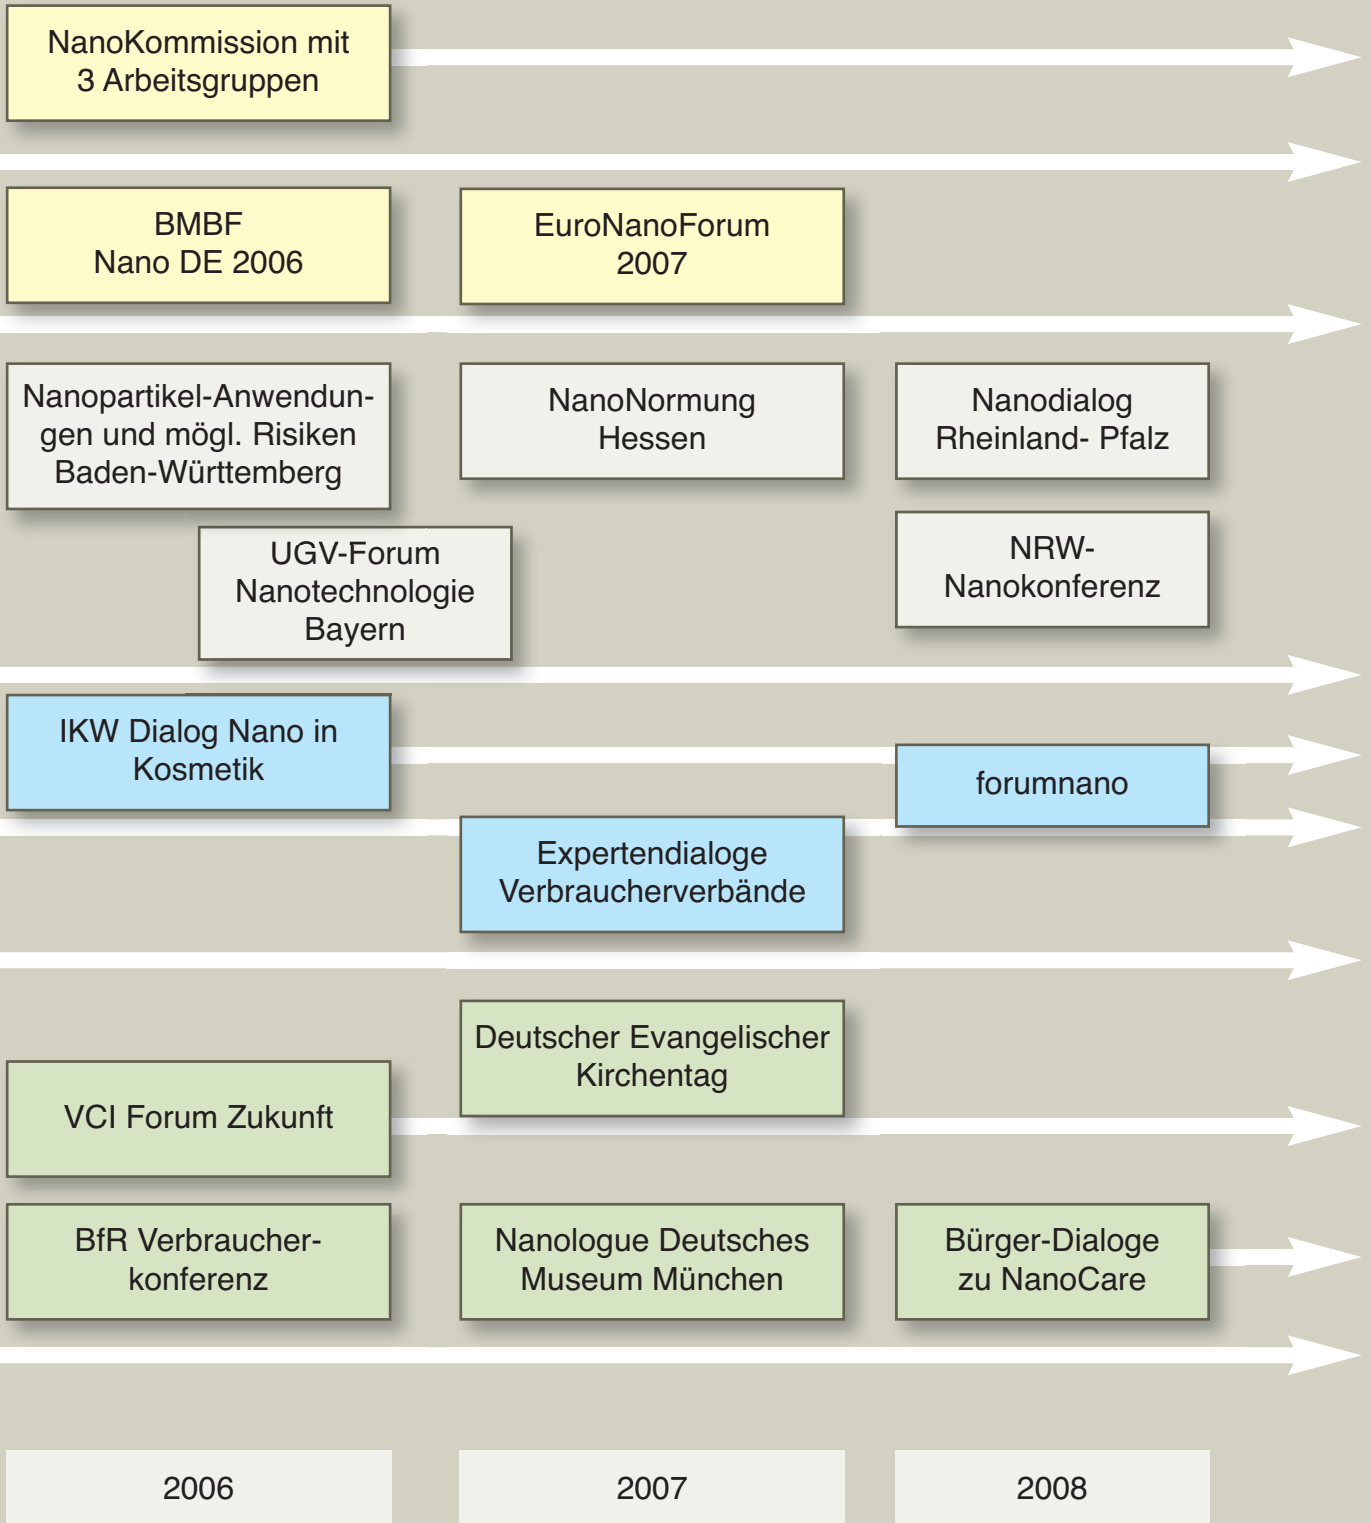 NanoKommission mit
3 Arbeitsgruppen
BMBF
Nano DE 2006
EuroNanoForum
2007
Nanopartikel-Anwendun-
gen und mögl. Risiken
Baden-Württemberg
NanoNormung
Hessen
Nanodialog
Rheinland- Pfalz
UGV-Forum
Nanotechnologie
Bayern
NRW-
Nanokonferenz
IKW Dialog Nano in
Kosmetik
forumnano
Expertendialoge
Verbraucherverbände
Deutscher Evangelischer
Kirchentag
VCI Forum Zukunft
BfR Verbraucher-
konferenz
Nanologue Deutsches
Museum München
Bürger-Dialoge
zu NanoCare
2006
2007
2008